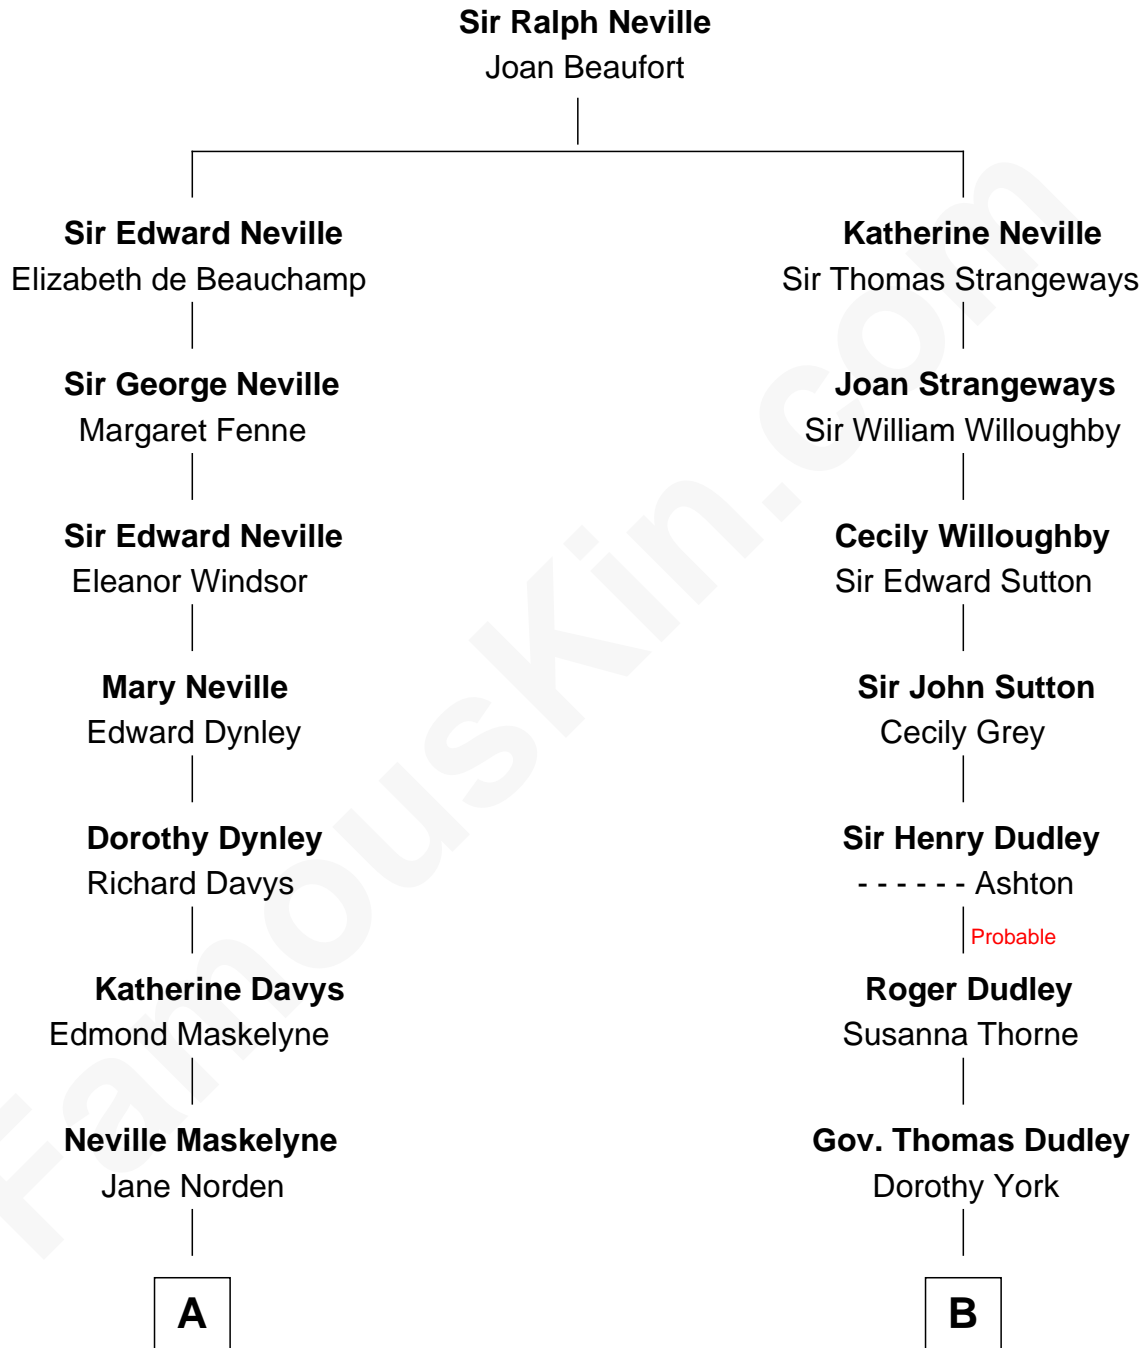 Sir Ralph Neville
Joan Beaufort
Sir Edward Neville
Elizabeth de Beauchamp
Katherine Neville
Sir Thomas Strangeways
Sir George Neville
Margaret Fenne
Joan Strangeways
Sir William Willoughby
Sir Edward Neville
Eleanor Windsor
Cecily Willoughby
Sir Edward Sutton
Mary Neville
Edward Dynley
Sir John Sutton
Cecily Grey
Dorothy Dynley
Richard Davys
Sir Henry Dudley
- - - - - - Ashton
Probable
Katherine Davys
Edmond Maskelyne
Roger Dudley
Susanna Thorne
Neville Maskelyne
Jane Norden
Gov. Thomas Dudley
Dorothy York
A
B
FamousKin.com